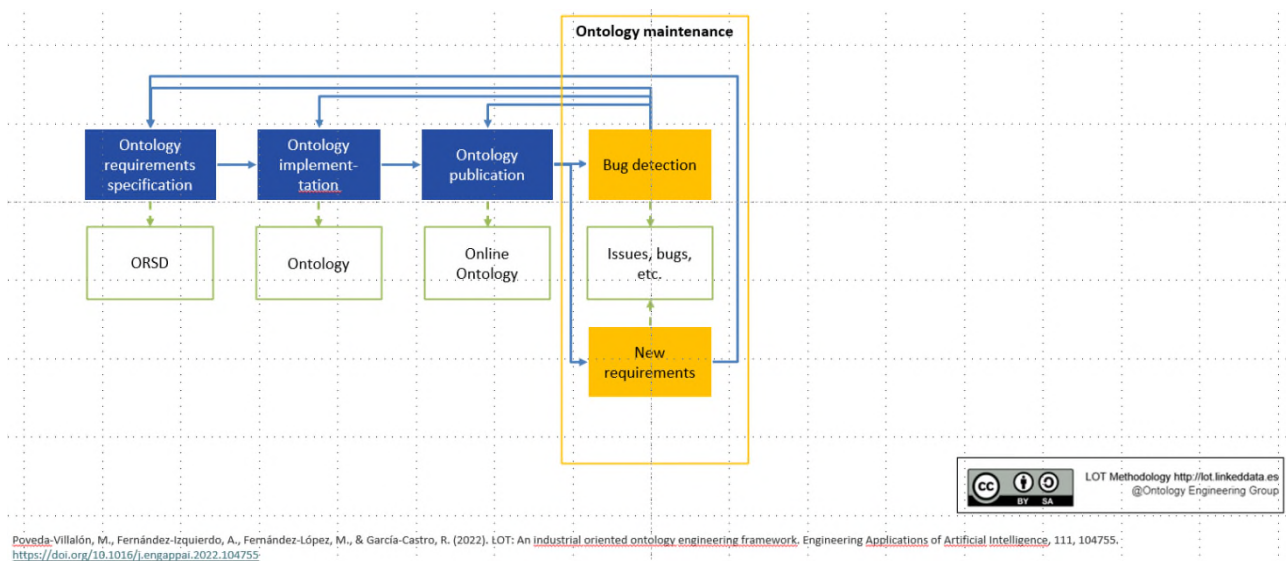 Ontology maintenance
Ontology
requirements
specification
Ontology
implemen-
tation
Ontology
publication
Bug detection
ORSD
Ontology
Online
Ontology
Issues, bugs,
etc.
New
requirements
cc
BY SA
LOT Methodology http://lot.linkeddata.es
@Ontology Engineering Group
Poveda-Villalón, M., Fernández-Izquierdo, A., Fernández-López, M., & García-Castro, R. (2022). LOT: An industrial oriented ontology engineering framework. Engineering Applications of Artificial Intelligence, 111, 104755.
https://doi.org/10.1016/j.engappai.2022.104755